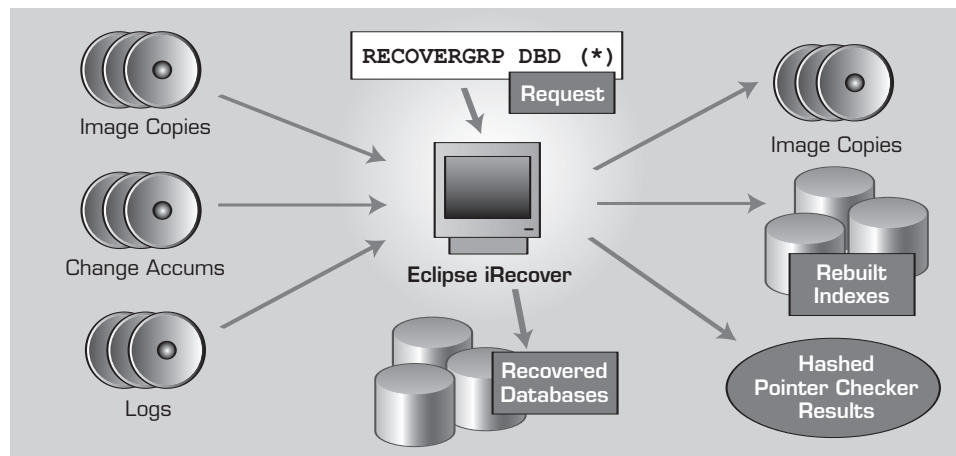 RECOVERGRP DBD (*)
Request
Image Copies
Image Copies
Change Accums
Eclipse iRecover
Rebuilt
Indexes
Logs
Recovered
Databases
Hashed
Pointer Checker
Results